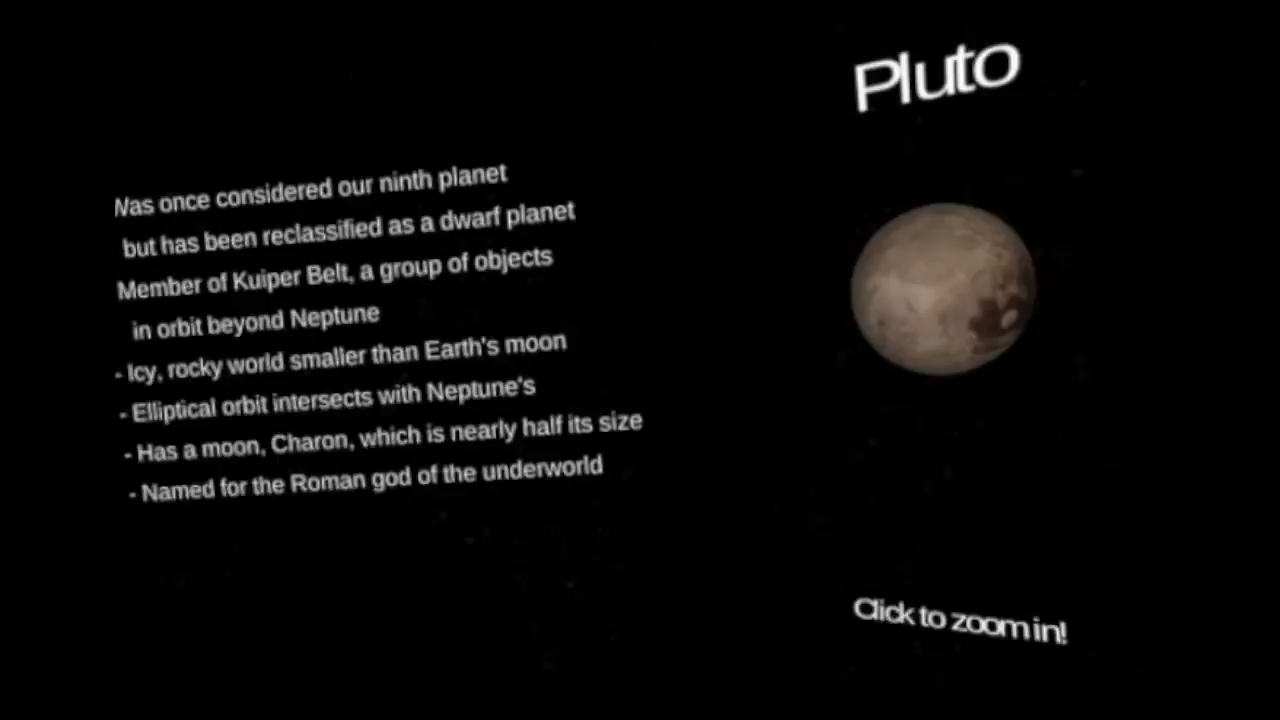 Pluto
Was once considered our ninth planet
but has been reclassified as a dwarf planet
Member of Kuiper Belt, a group of objects
in orbit beyond Neptune
- Icy, rocky world smaller than Earth's moon
- Elliptical orbit intersects with Neptune's
- Has a moon, Charon, which is nearly half its size
- Named for the Roman god of the underworld
Click to zoom in!